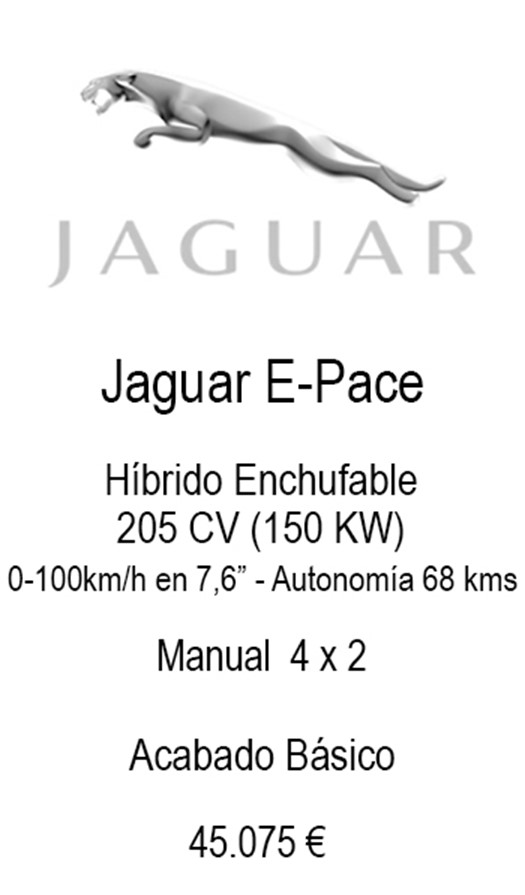 JAGUAR
Jaguar E-Pace
Híbrido Enchufable
205 CV (150 KW)
0-100km/h en 7,6” - Autonomía 68 kms
Manual 4 x 2
Acabado Básico
45.075 €